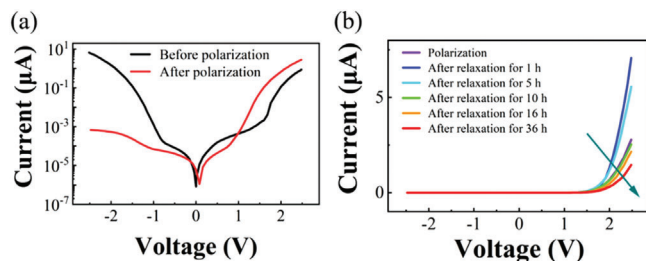 (a)
Current (μA)
10¹
10⁻¹
10⁻³
10⁻⁵
10⁻⁷
Before polarization
After polarization
-2 -1 0 1 2
Voltage (V)
(b)
Current (μA)
5
0
Polarization
After relaxation for 1 h
After relaxation for 5 h
After relaxation for 10 h
After relaxation for 16 h
After relaxation for 36 h
-2 -1 0 1 2
Voltage (V)